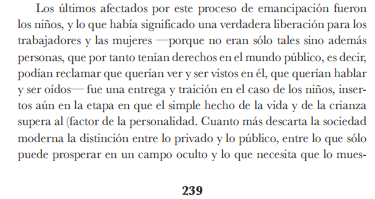 Los últimos afectados por este proceso de emancipación fueron
los niños, y lo que había significado una verdadera liberación para los
trabajadores y las mujeres —porque no eran sólo tales sino además
personas, que por tanto tenían derechos en el mundo público, es decir,
podían reclamar que querían ver y ser vistos en él, que querían hablar
y ser oídos— fue una entrega y traición en el caso de los niños, inser-
tos aún en la etapa en que el simple hecho de la vida y de la crianza
supera al (factor de la personalidad. Cuanto más descarta la sociedad
moderna la distinción entre lo privado y lo público, entre lo que sólo
puede prosperar en un campo oculto y lo que necesita que lo mues-
239